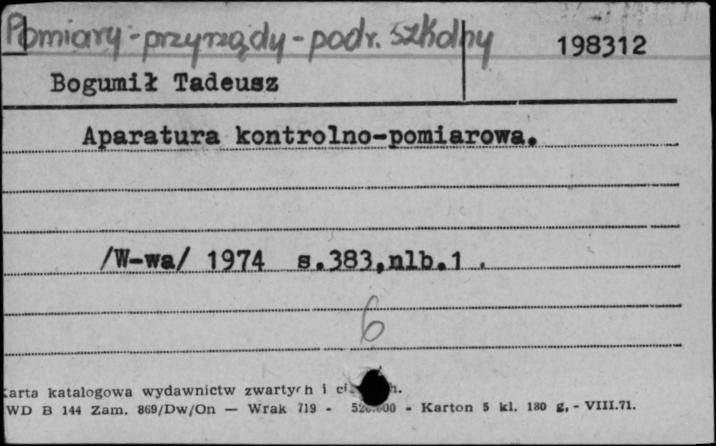 Pomiary - przyrządy - podr. szkolny
198312
Bogumił Tadeusz
Aparatura kontrolno-pomiarowa.
/W-wa/ 1974 s.383,nlb.1 .
6
Karta katalogowa wydawnictw zwartych i
WD B 144 Zam. 869/Dw/On — Wrak 719 - - Karton 5 kl. 180 g, - VIII.71.